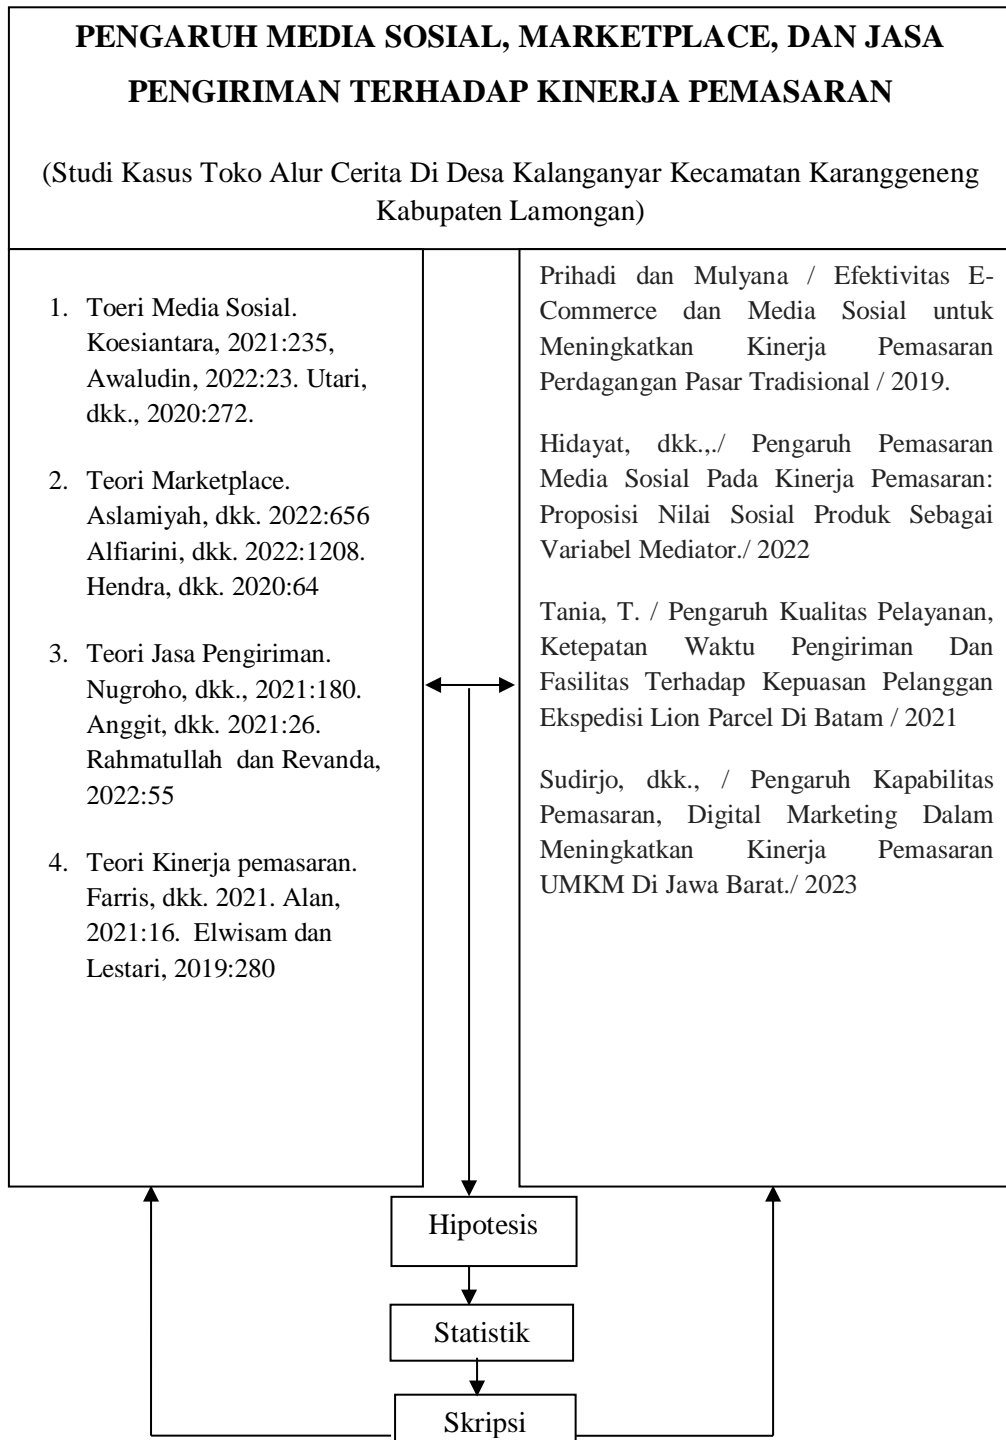 PENGARUH MEDIA SOSIAL, MARKETPLACE, DAN JASA
PENGIRIMAN TERHADAP KINERJA PEMASARAN
(Studi Kasus Toko Alur Cerita Di Desa Kalanganyar Kecamatan Karanggeneng
Kabupaten Lamongan)
1. Toeri Media Sosial.
Koesiantara, 2021:235,
Awaludin, 2022:23. Utari,
dkk., 2020:272.
2. Teori Marketplace.
Aslamiyah, dkk. 2022:656
Alfiarini, dkk. 2022:1208.
Hendra, dkk. 2020:64
3. Teori Jasa Pengiriman.
Nugroho, dkk., 2021:180.
Anggit, dkk. 2021:26.
Rahmatullah dan Revanda,
2022:55
4. Teori Kinerja pemasaran.
Farris, dkk. 2021. Alan,
2021:16. Elwisam dan
Lestari, 2019:280
Prihadi dan Mulyana / Efektivitas E-
Commerce dan Media Sosial untuk
Meningkatkan Kinerja Pemasaran
Perdagangan Pasar Tradisional / 2019.
Hidayat, dkk.,./ Pengaruh Pemasaran
Media Sosial Pada Kinerja Pemasaran:
Proposisi Nilai Sosial Produk Sebagai
Variabel Mediator./ 2022
Tania, T. / Pengaruh Kualitas Pelayanan,
Ketepatan Waktu Pengiriman Dan
Fasilitas Terhadap Kepuasan Pelanggan
Ekspedisi Lion Parcel Di Batam / 2021
Sudirjo, dkk., / Pengaruh Kapabilitas
Pemasaran, Digital Marketing Dalam
Meningkatkan Kinerja Pemasaran
UMKM Di Jawa Barat./ 2023
Hipotesis
Statistik
Skripsi